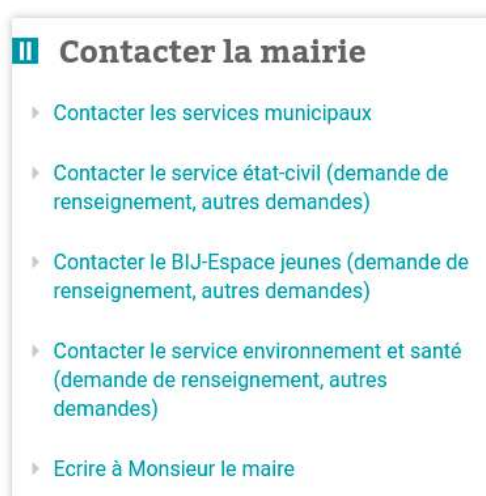 Contacter la mairie
Contacter les services municipaux
Contacter le service état-civil (demande de
renseignement, autres demandes)
Contacter le BIJ-Espace jeunes (demande de
renseignement, autres demandes)
Contacter le service environnement et santé
(demande de renseignement, autres
demandes)
Ecrire à Monsieur le maire